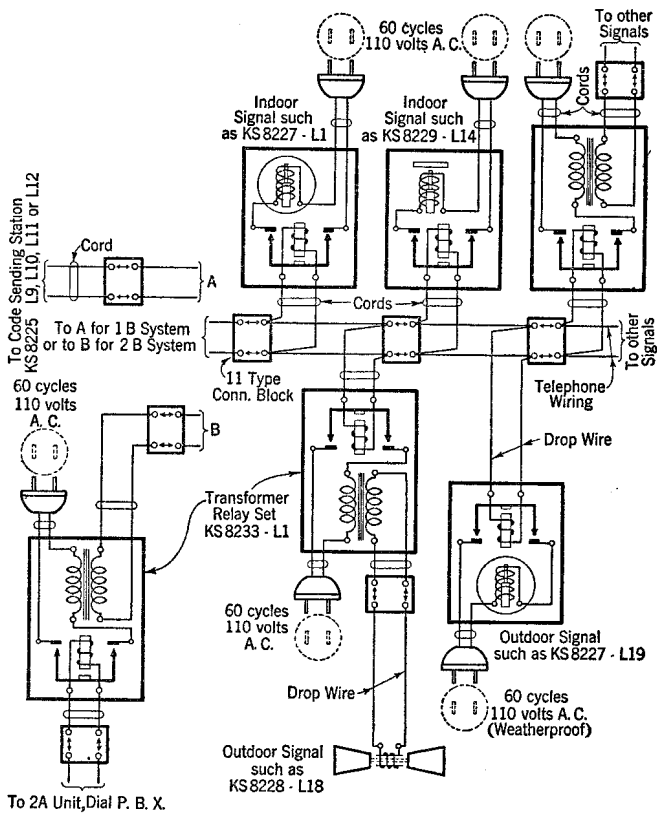 60 cycles
110 volts A. C.
To other
Signals
Cords
Indoor
Signal such
as KS 8227 - L1
Indoor
Signal such
as KS 8229 - L14
To Code Sending Station
KS 8225 L9, L10, L11 or L12
Cord
A
Cords
To A for 1 B System
or to B for 2 B System
11 Type
Conn. Block
To other
Signals
Telephone
Wiring
60 cycles
110 volts
A. C.
B
Drop Wire
Transformer
Relay Set
KS 8233 - L1
60 cycles
110 volts
A. C.
Outdoor Signal
such as KS 8227 - L19
Drop Wire
60 cycles
110 volts A. C.
(Weatherproof)
Outdoor Signal
such as
KS 8228 - L18
To 2A Unit, Dial P. B. X.